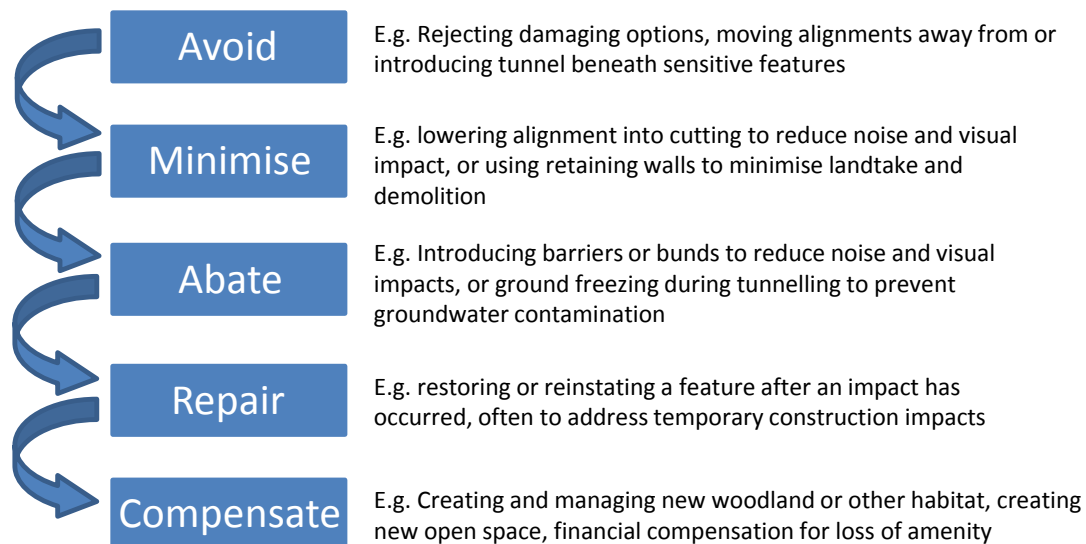 Avoid
E.g. Rejecting damaging options, moving alignments away from or
introducing tunnel beneath sensitive features
Minimise
E.g. lowering alignment into cutting to reduce noise and visual
impact, or using retaining walls to minimise landtake and
demolition
Abate
E.g. Introducing barriers or bunds to reduce noise and visual
impacts, or ground freezing during tunnelling to prevent
groundwater contamination
Repair
E.g. restoring or reinstating a feature after an impact has
occurred, often to address temporary construction impacts
Compensate
E.g. Creating and managing new woodland or other habitat, creating
new open space, financial compensation for loss of amenity